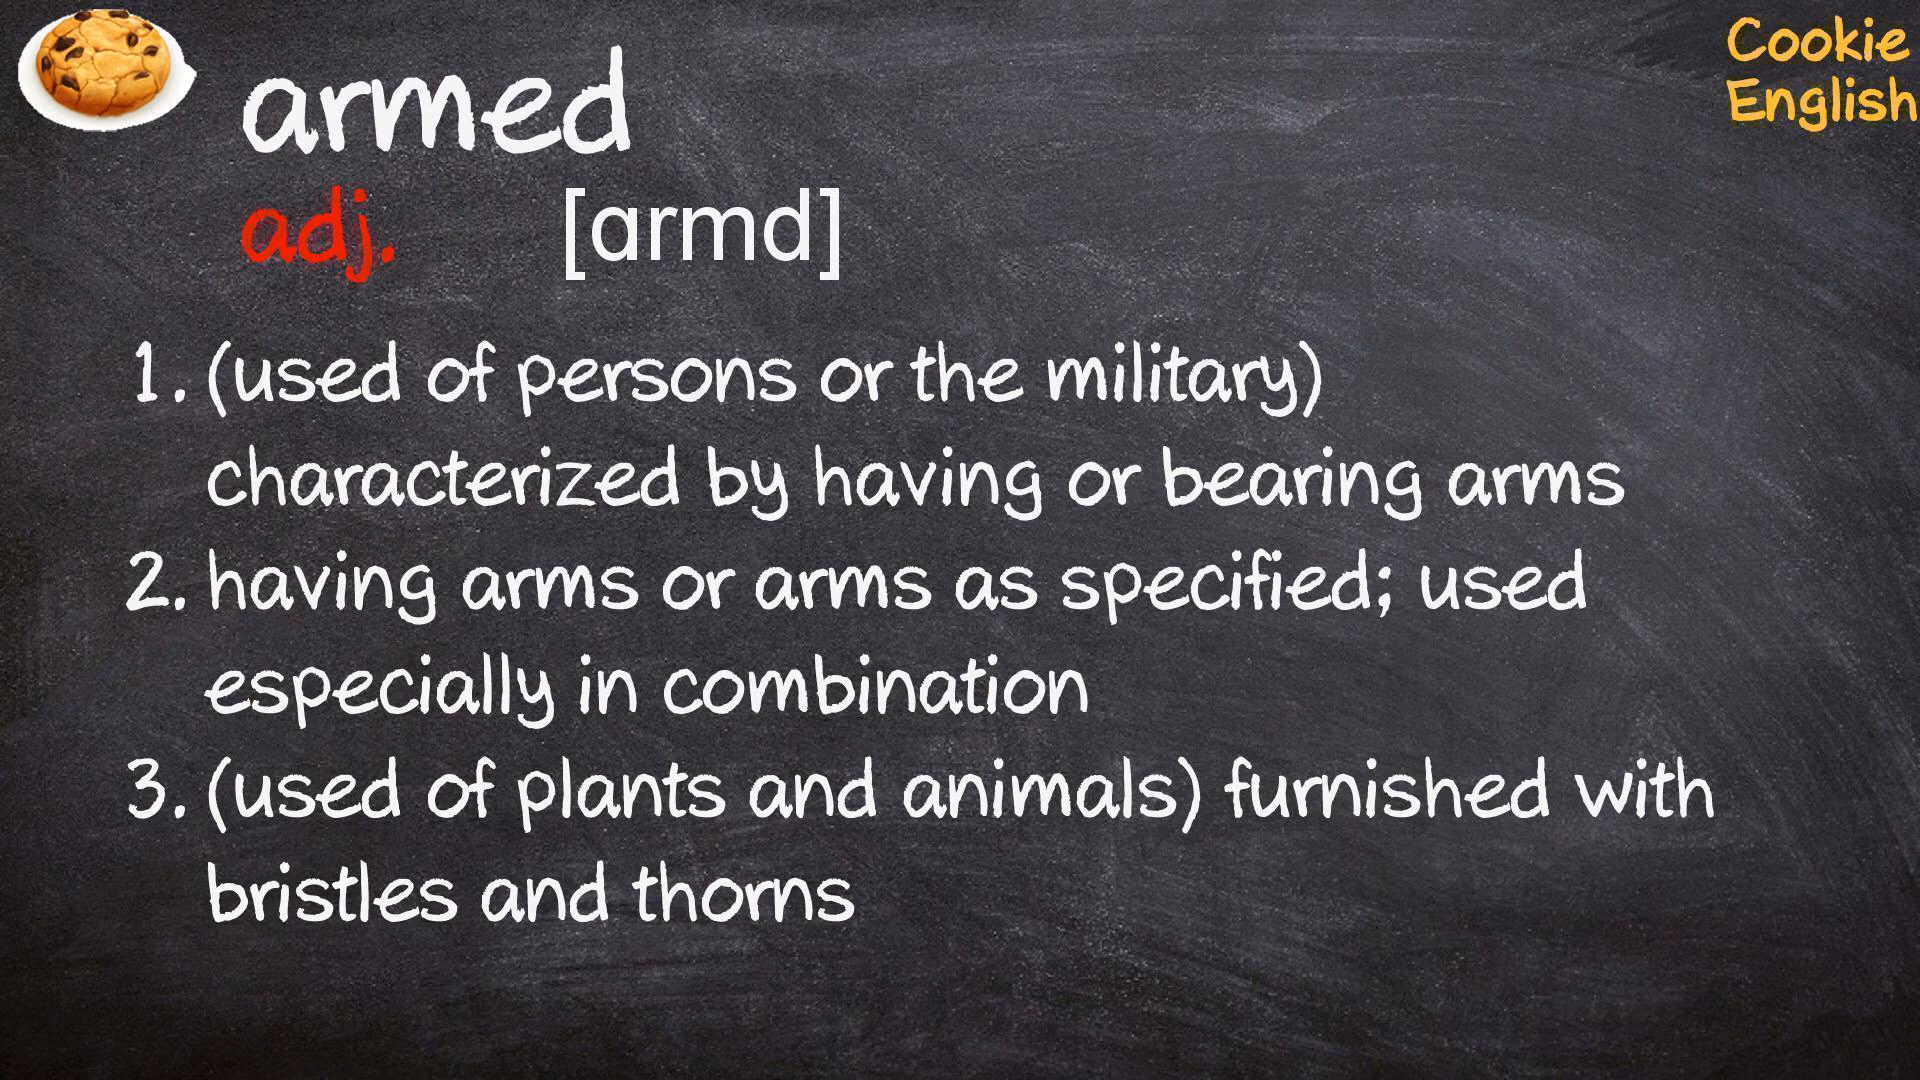 armed
Cookie
English
adj. [ɑrmd]
1. (used of persons or the military)
characterized by having or bearing arms
2. having arms or arms as specified; used
especially in combination
3. (used of plants and animals) furnished with
bristles and thorns